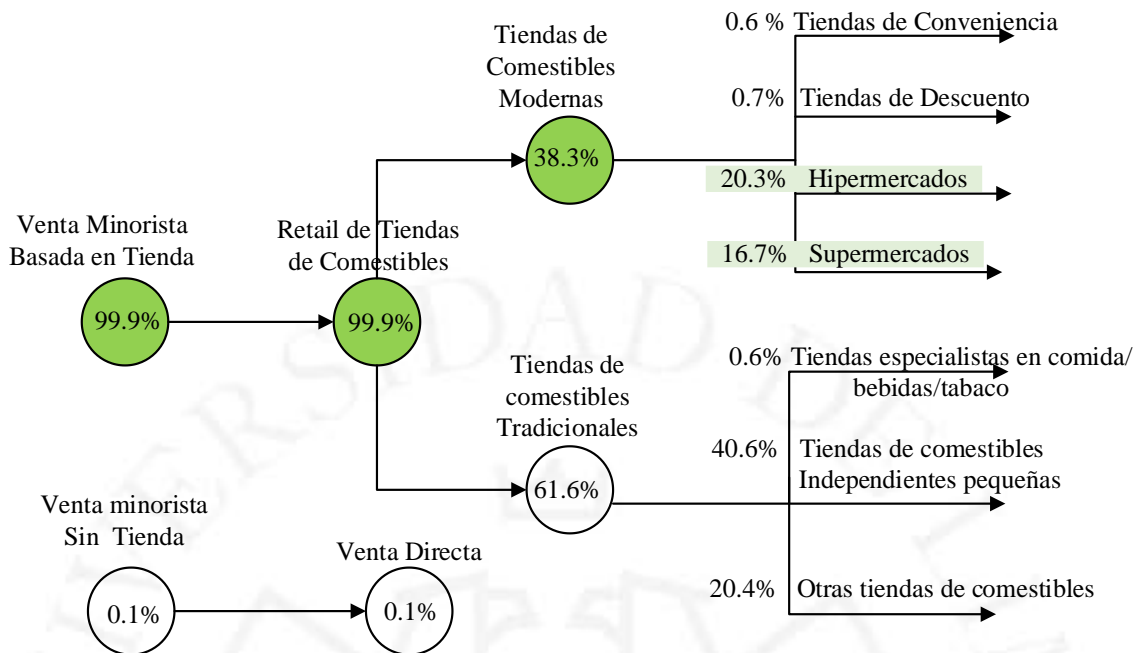 Tiendas de
Comestibles
Modernas
38.3%
0.6 % Tiendas de Conveniencia
0.7% Tiendas de Descuento
20.3% Hipermercados
16.7% Supermercados
Venta Minorista
Basada en Tienda
99.9%
Retail de Tiendas
de Comestibles
99.9%
Tiendas de
comestibles
Tradicionales
61.6%
0.6% Tiendas especialistas en comida/
bebidas/tabaco
40.6% Tiendas de comestibles
Independientes pequeñas
20.4% Otras tiendas de comestibles
Venta minorista
Sin Tienda
0.1%
Venta Directa
0.1%